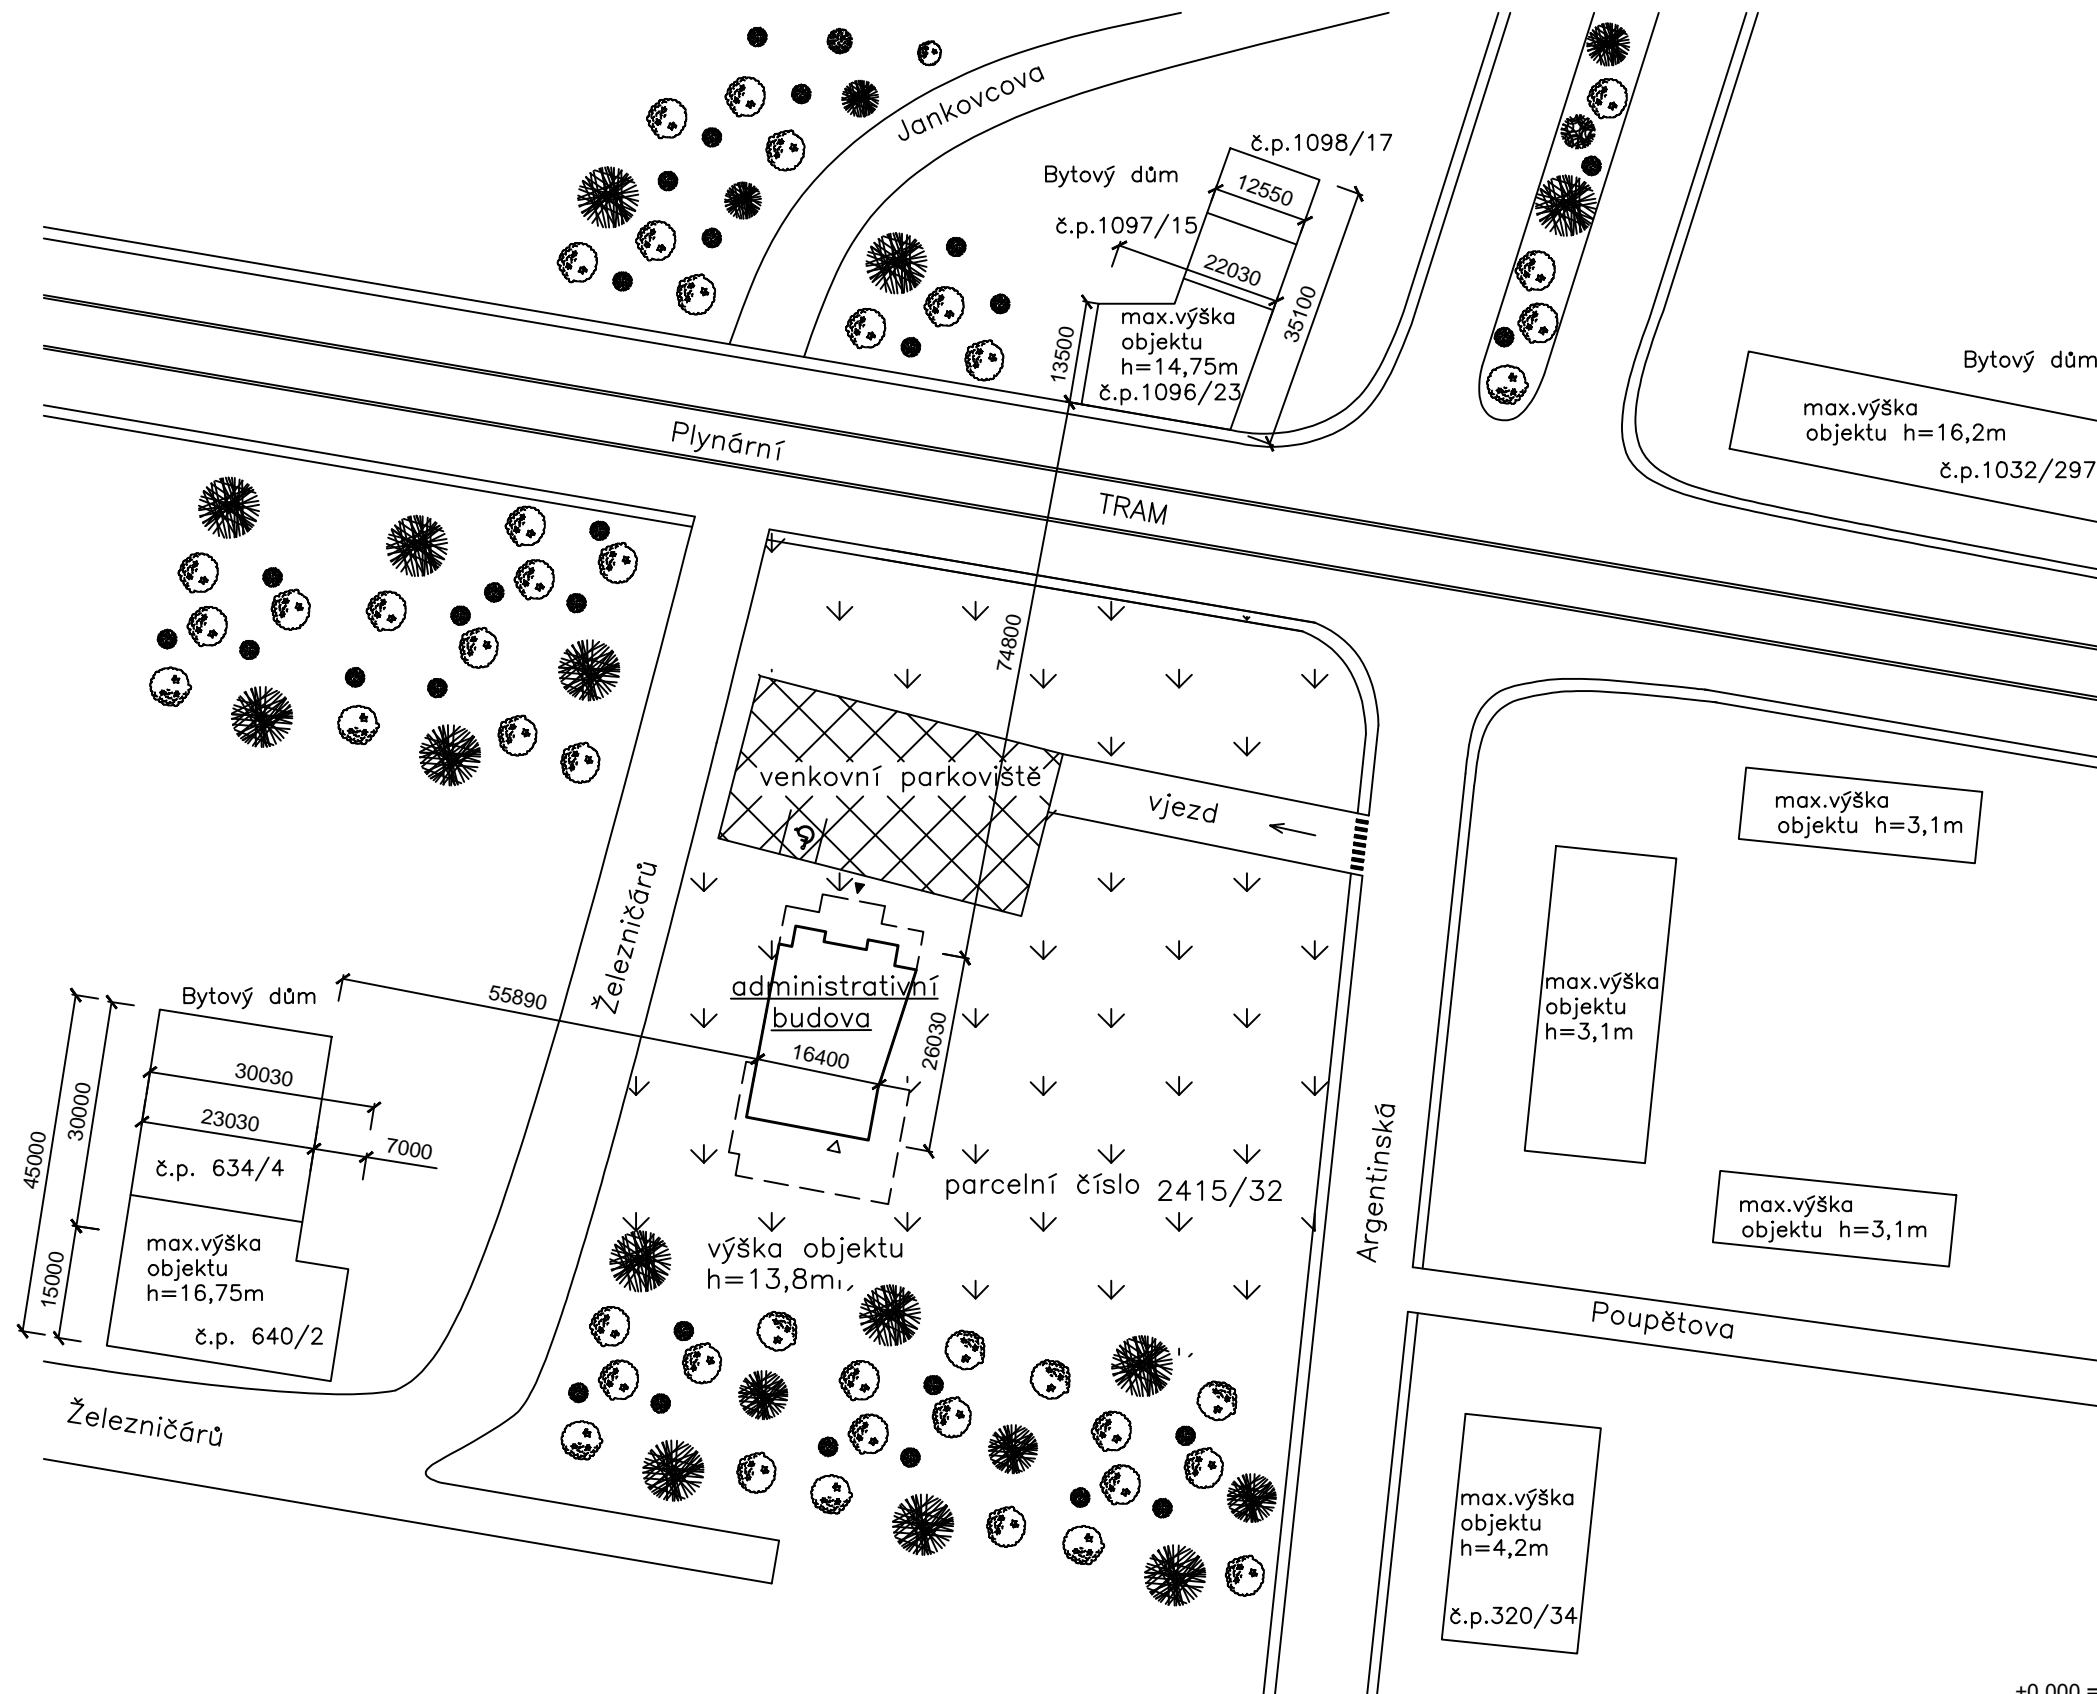 Jankovcova
č.p.1098/17
Bytový dům
12550
č.p.1097/15
22030
35100
13500
max.výška
objektu
h=14,75m
č.p.1096/23
Bytový dům
max.výška
objektu h=16,2m
č.p.1032/297
Plynární
TRAM
74800
venkovní parkoviště
vjezd
max.výška
objektu h=3,1m
Železničárů
administrativní
budova
16400
26030
55890
max.výška
objektu
h=3,1m
Bytový dům
30030
23030
7000
30000
45000
15000
č.p. 634/4
max.výška
objektu
h=16,75m
č.p. 640/2
parcelní číslo 2415/32
Argentinská
max.výška
objektu h=3,1m
výška objektu
h=13,8m
Poupětova
Železničárů
max.výška
objektu
h=4,2m
č.p.320/34